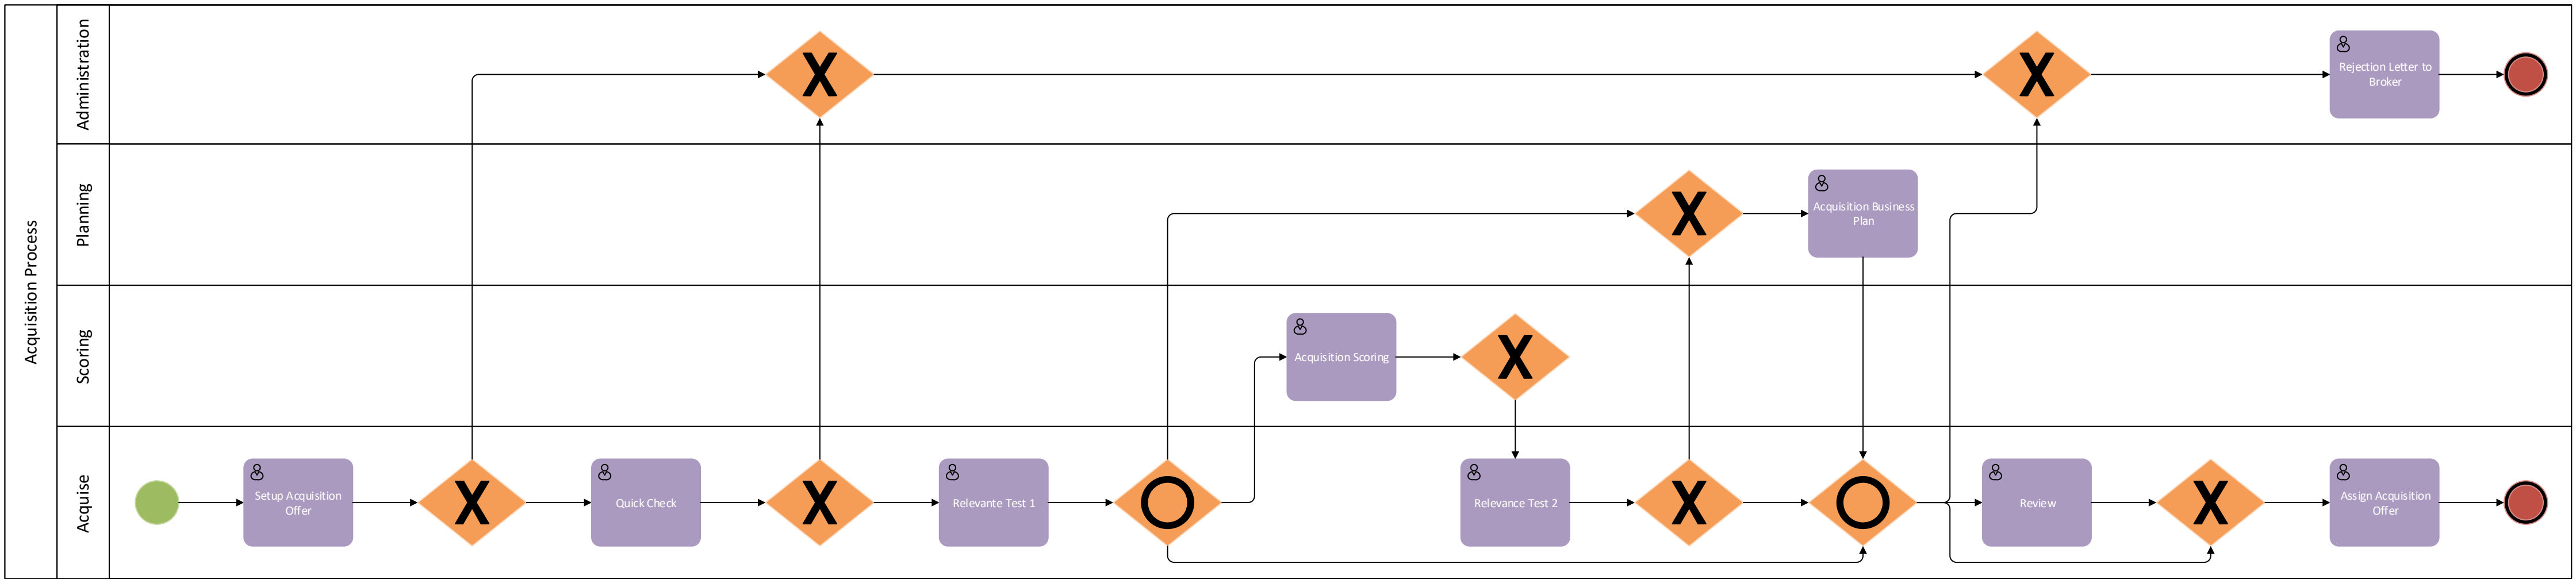 Acquisition Process
Administration
Rejection Letter to
Broker
Planning
Acquisition Business
Plan
Scoring
Acquisition Scoring
Acquise
Setup Acquisition
Offer
Quick Check
Relevante Test 1
Relevance Test 2
Review
Assign Acquisition
Offer